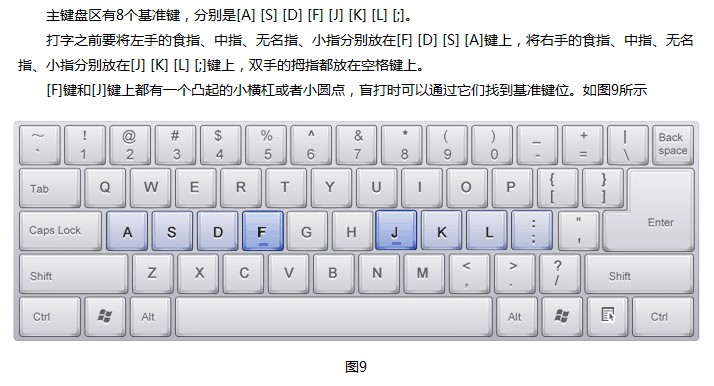 主键盘区有8个基准键，分别是[A] [S] [D] [F] [J] [K] [L] [;]。
打字之前要将左手的食指、中指、无名指、小指分别放在[F] [D] [S] [A]键上，将右手的食指、中指、无名
指、小指分别放在[J] [K] [L] [;]键上，双手的拇指都放在空格键上。
[F]键和[J]键上都有一个凸起的小横杠或者小圆点，盲打时可以通过它们找到基准键位。如图9所示
~ ! @ # $ % ^ & * ( ) _ + | Back
` 1 2 3 4 5 6 7 8 9 0 - = \ space
Tab Q W E R T Y U I O P { [ } ]
Caps Lock A S D F G H J K L : ; " ' Enter
Shift Z X C V B N M < , > . ? / Shift
Ctrl Alt Alt Ctrl
图9